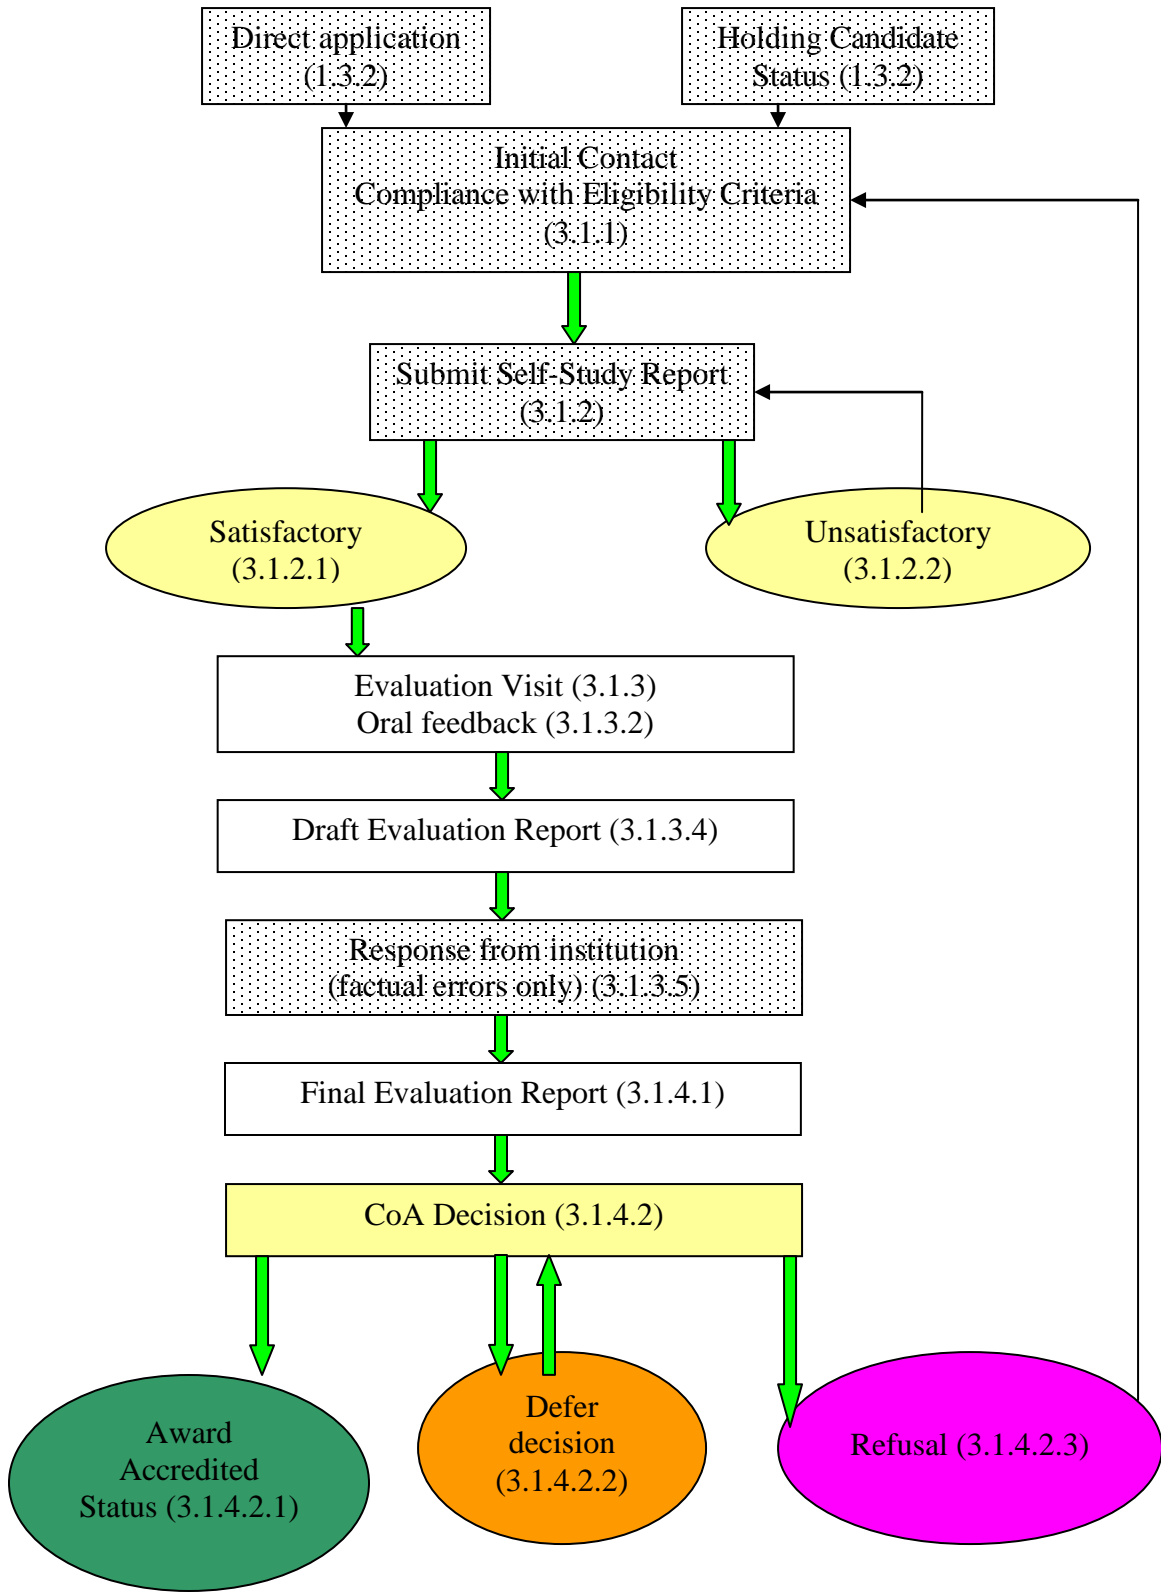 Direct application
(1.3.2)
Holding Candidate
Status (1.3.2)
Initial Contact
Compliance with Eligibility Criteria
(3.1.1)
Submit Self-Study Report
(3.1.2)
Satisfactory
(3.1.2.1)
Unsatisfactory
(3.1.2.2)
Evaluation Visit (3.1.3)
Oral feedback (3.1.3.2)
Draft Evaluation Report (3.1.3.4)
Response from institution
(factual errors only) (3.1.3.5)
Final Evaluation Report (3.1.4.1)
CoA Decision (3.1.4.2)
Award
Accredited
Status (3.1.4.2.1)
Defer
decision
(3.1.4.2.2)
Refusal (3.1.4.2.3)